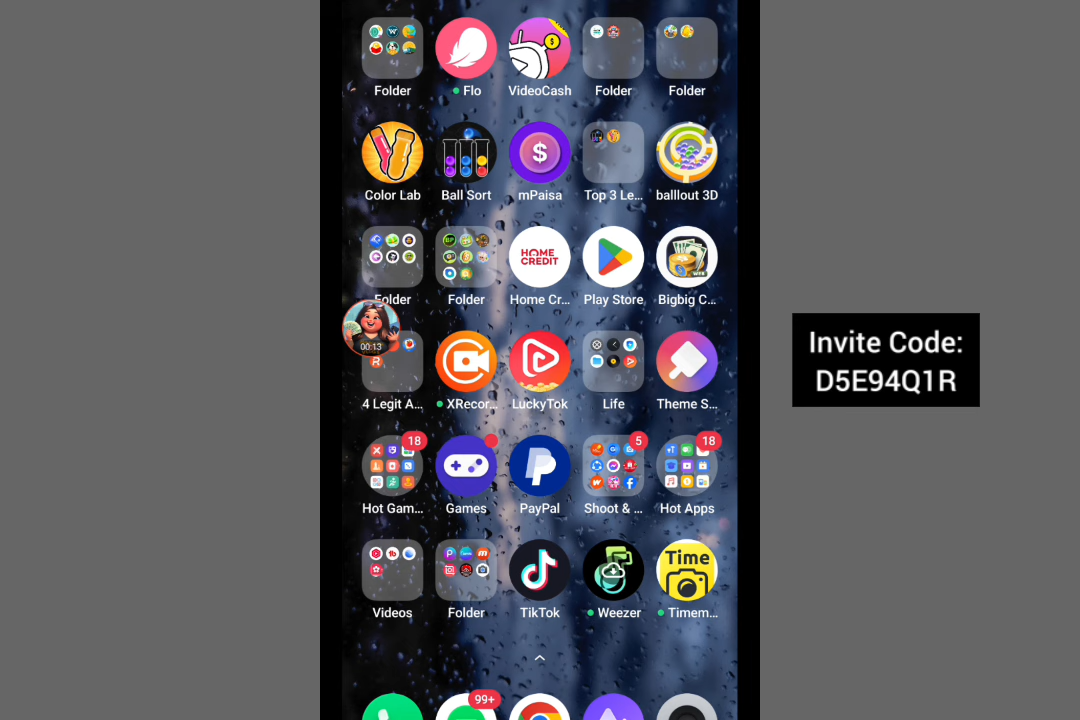 Folder
Flo
VideoCash
Folder
Folder
Color Lab
Ball Sort
mPaisa
Top 3 Le...
balllout 3D
Folder
Folder
HOME CREDIT
Home Cr...
Play Store
Bigbig C...
00:13
4 Legit A...
XRecor...
LuckyTok
Life
Theme S...
18
5
18
Hot Gam...
Games
PayPal
Shoot & ...
Hot Apps
Time
Videos
Folder
TikTok
Weezer
Timem...
99+
Invite Code:
D5E94Q1R